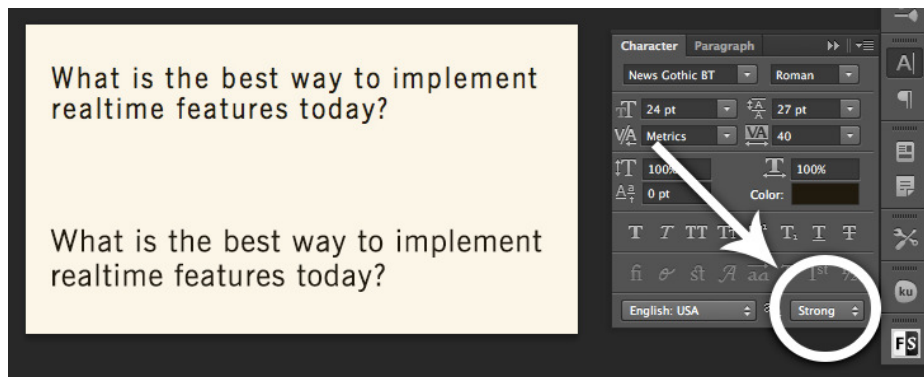 What is the best way to implement
realtime features today?
What is the best way to implement
realtime features today?
Character Paragraph
News Gothic BT Roman
24 pt 27 pt
Metrics 40
100% 100%
0 pt Color:
English: USA Strong
ku
FS